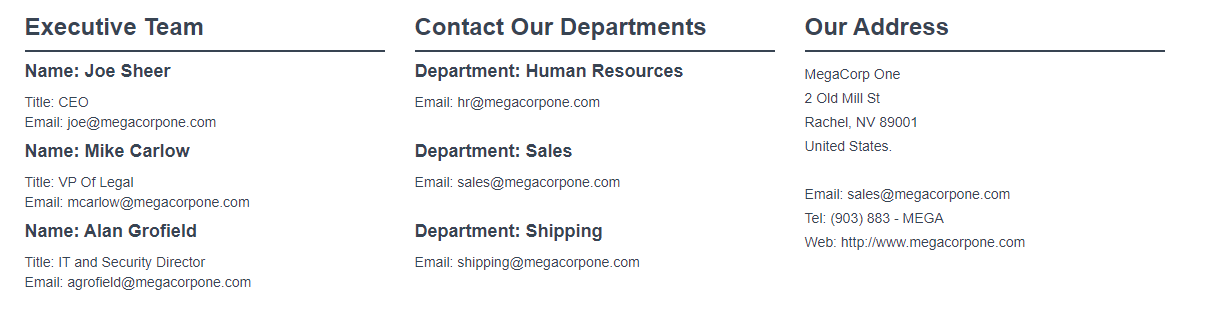 Executive Team
Name: Joe Sheer
Title: CEO
Email: joe@megacorpone.com
Name: Mike Carlow
Title: VP Of Legal
Email: mcarlow@megacorpone.com
Name: Alan Grofield
Title: IT and Security Director
Email: agrofield@megacorpone.com
Contact Our Departments
Department: Human Resources
Email: hr@megacorpone.com
Department: Sales
Email: sales@megacorpone.com
Department: Shipping
Email: shipping@megacorpone.com
Our Address
MegaCorp One
2 Old Mill St
Rachel, NV 89001
United States.
Email: sales@megacorpone.com
Tel: (903) 883 - MEGA
Web: http://www.megacorpone.com